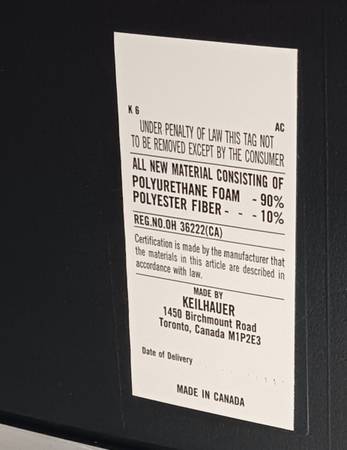 K 6 AC
UNDER PENALTY OF LAW THIS TAG NOT
TO BE REMOVED EXCEPT BY THE CONSUMER
ALL NEW MATERIAL CONSISTING OF
POLYURETHANE FOAM - 90%
POLYESTER FIBER - - - 10%
REG.NO.OH 36222(CA)
Certification is made by the manufacturer that
the materials in this article are described in
accordance with law.
MADE BY
KEILHAUER
1450 Birchmount Road
Toronto, Canada M1P2E3
Date of Delivery
MADE IN CANADA